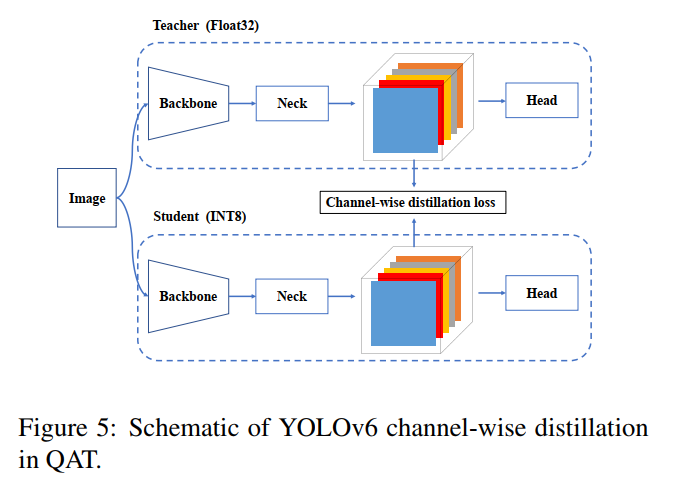 Teacher (Float32)
Backbone
Neck
Head
Image
Channel-wise distillation loss
Student (INT8)
Backbone
Neck
Head
Figure 5: Schematic of YOLOv6 channel-wise distillation
in QAT.